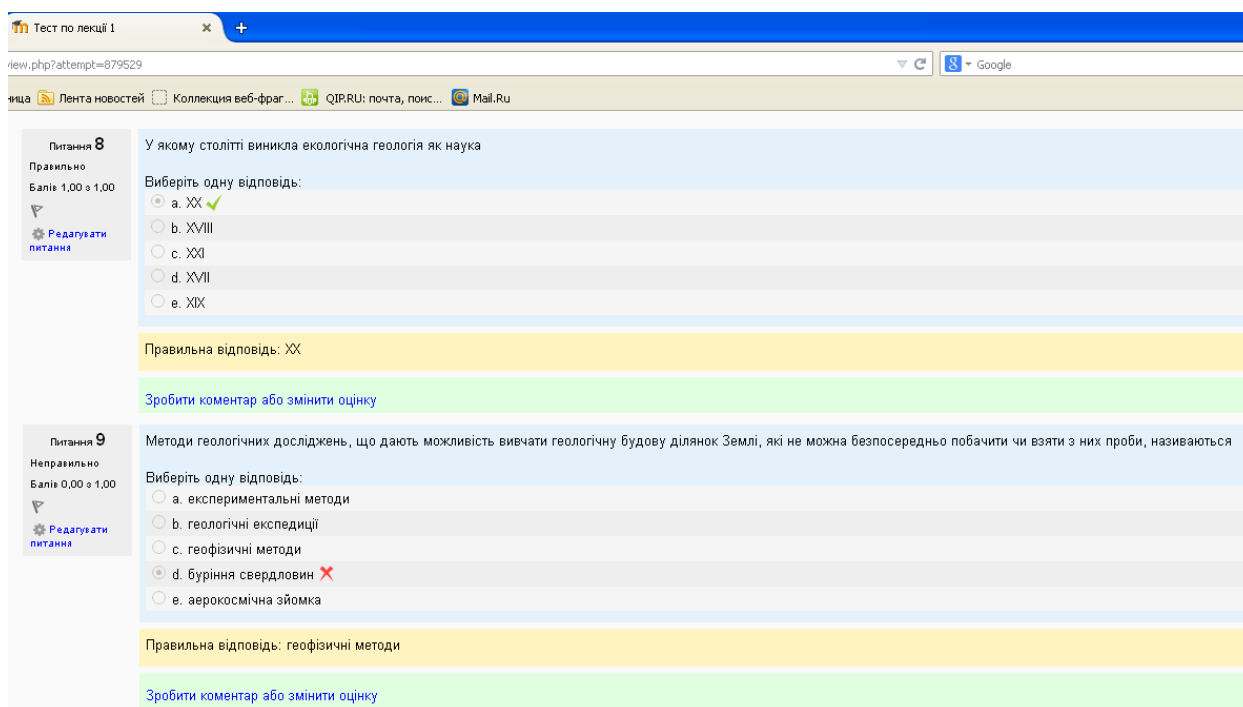 Тест по лекції 1
view.php?attempt=879529
Google
ница Лента новостей Коллекция веб-фраг... QIP.RU: почта, поис... Mail.Ru
Питання 8
Правильно
Балів 1,00 з 1,00
Редагувати
питання
У якому столітті виникла екологічна геологія як наука
Виберіть одну відповідь:
a. XX
b. XVIII
c. XXI
d. XVII
e. XIX
Правильна відповідь: XX
Зробити коментар або змінити оцінку
Питання 9
Неправильно
Балів 0,00 з 1,00
Редагувати
питання
Методи геологічних досліджень, що дають можливість вивчати геологічну будову ділянок Землі, які не можна безпосередньо побачити чи взяти з них проби, називаються
Виберіть одну відповідь:
a. експериментальні методи
b. геологічні експедиції
c. геофізичні методи
d. буріння свердловин
e. аерокосмічна зйомка
Правильна відповідь: геофізичні методи
Зробити коментар або змінити оцінку